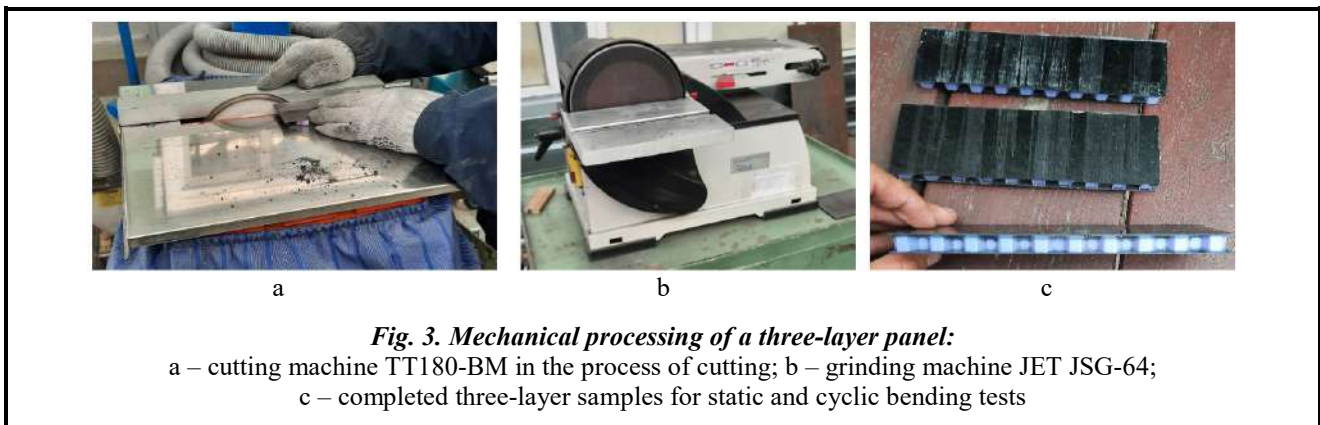 a
b
c
Fig. 3. Mechanical processing of a three-layer panel:
a – cutting machine TT180-BM in the process of cutting; b – grinding machine JET JSG-64;
c – completed three-layer samples for static and cyclic bending tests